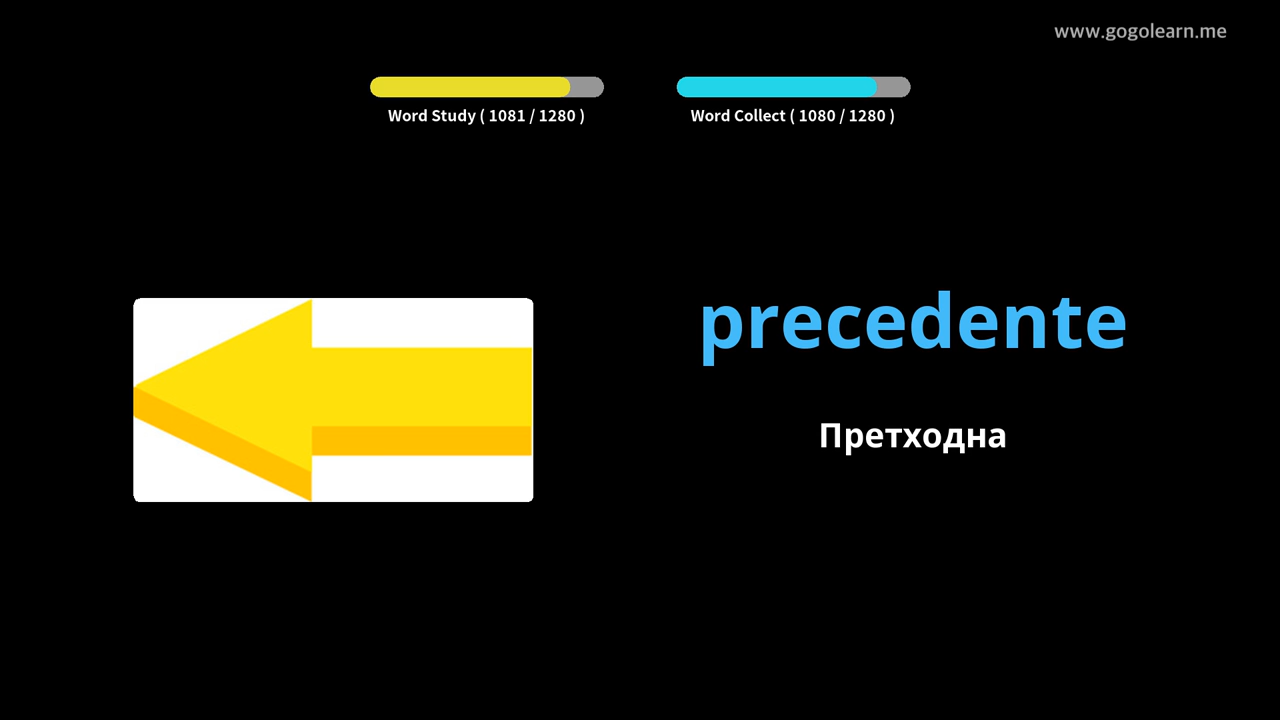 www.gogolearn.me
Word Study ( 1081 / 1280 )
Word Collect ( 1080 / 1280 )
precedente
Претходна